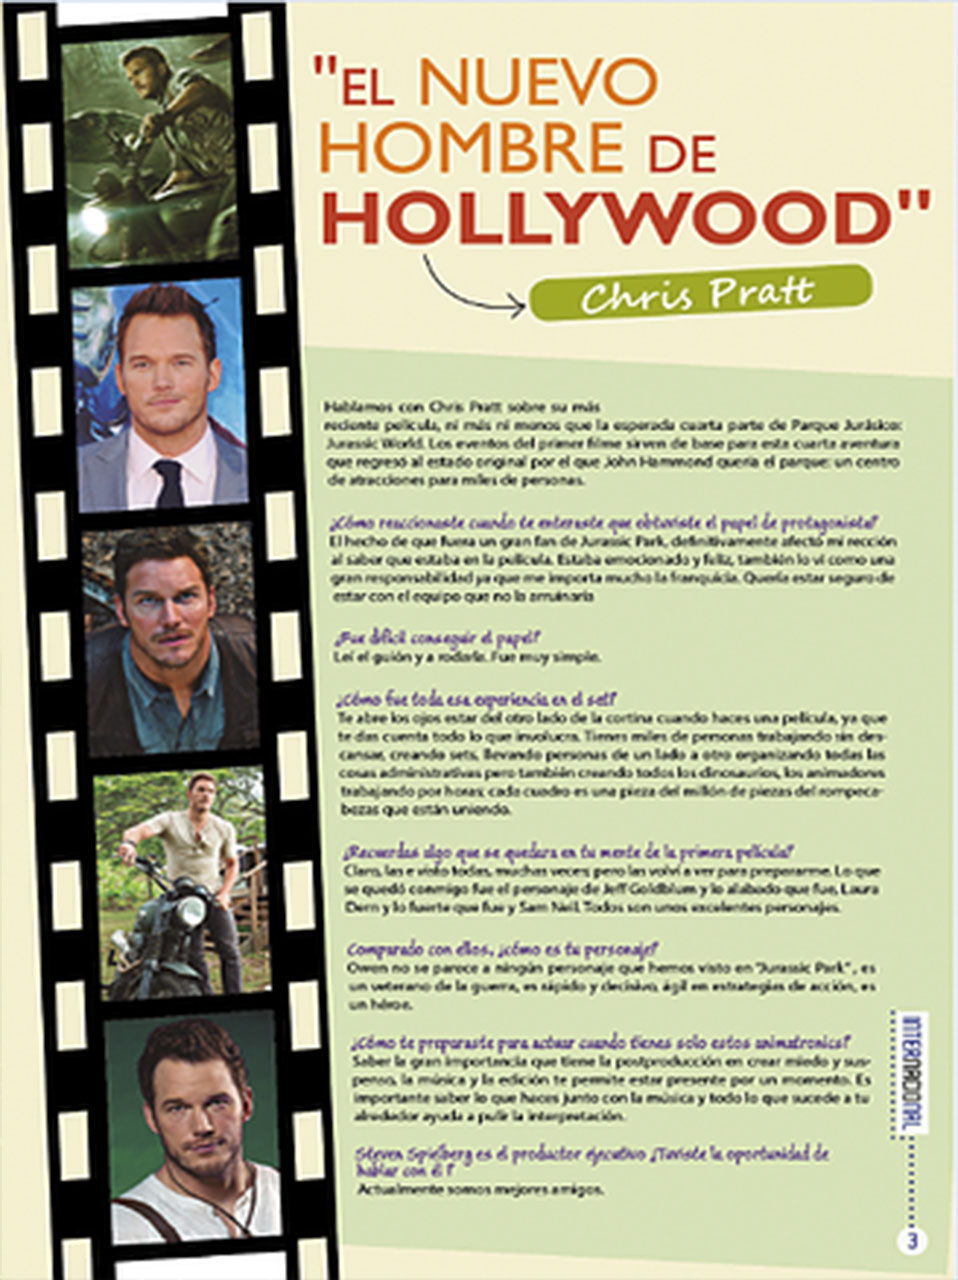 "EL NUEVO
HOMBRE DE
HOLLYWOOD"
Chris Pratt
Hablamos con Chris Pratt sobre su más
reciente película, ni más ni menos que la esperada cuarta parte de Parque Jurásico:
Jurassic World. Los eventos del primer filme sirven de base para esta cuarta aventura
que regresó al estado original por el que John Hammond quería el parque: un centro
de atracciones para miles de personas.
¿Cómo reaccionaste cuando te enteraste que obtuviste el papel de protagonista?
El hecho de que fuera un gran fan de Jurassic Park, definitivamente afectó mi rección
al saber que estaba en la película. Estaba emocionado y feliz, también lo vi como una
gran responsabilidad ya que me importa mucho la franquicia. Quería estar seguro de
estar con el equipo que no la arruinaría
¿Fue difícil conseguir el papel?
Leí el guión y a rodarla. Fue muy simple.
¿Cómo fue toda esa experiencia en el set?
Te abre los ojos estar del otro lado de la cortina cuando haces una película, ya que
te das cuenta todo lo que involucra. Tienes miles de personas trabajando sin des-
cansar, creando sets, llevando personas de un lado a otro organizando todas las
cosas administrativas pero también creando todos los dinosaurios, los animadores
trabajando por horas; cada cuadro es una pieza del millón de piezas del rompeca-
bezas que están uniendo.
¿Recuerdas algo que se quedara en tu mente de la primera película?
Claro, las e visto todas, muchas veces; pero las volví a ver para prepararme. Lo que
se quedó conmigo fue el personaje de Jeff Goldblum y lo alabado que fue, Laura
Dern y lo fuerte que fue y Sam Neil. Todos son unos excelentes personajes.
Comparado con ellos, ¿cómo es tu personaje?
Owen no se parece a ningún personaje que hemos visto en "Jurassic Park", es
un veterano de la guerra, es rápido y decisivo, ágil en estrategias de acción, es
un héroe.
¿Cómo te preparaste para actuar cuando tienes solo estos animatronics?
Saber la gran importancia que tiene la postproducción en crear miedo y sus-
penso, la música y la edición te permite estar presente por un momento. Es
importante saber lo que haces junto con la música y todo lo que sucede a tu
alrededor ayuda a pulir la interpretación.
Steven Spielberg es el productor ejecutivo ¿Tuviste la oportunidad de
hablar con él ?
Actualmente somos mejores amigos.
INTERNACIONAL
3